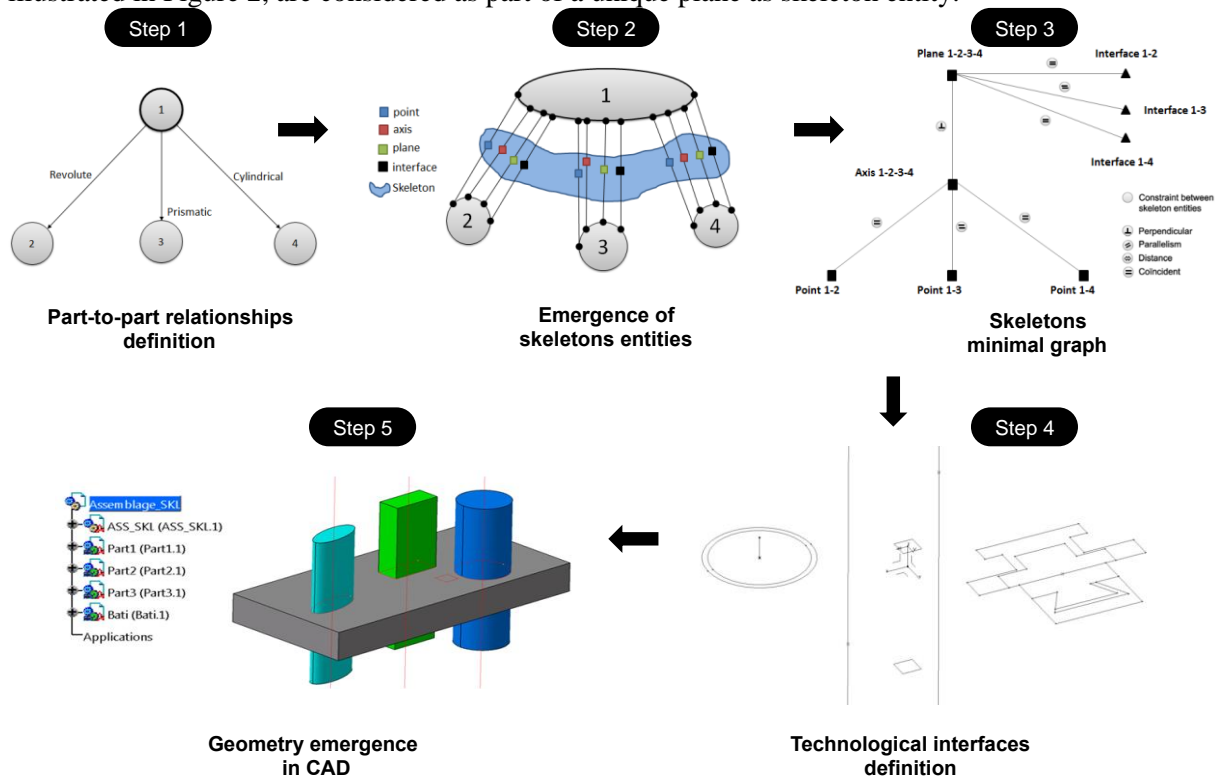 illustrated in Figure 2, are considered as part of a unique plane as skeleton entity.
Step 1
1
Revolute
Prismatic
Cylindrical
2
3
4
Part-to-part relationships
definition
Step 2
point
axis
plane
interface
Skeleton
1
2
3
4
Emergence of
skeletons entities
Step 3
Plane 1-2-3-4
Interface 1-2
Interface 1-3
Interface 1-4
Axis 1-2-3-4
Constraint between
skeleton entities
Perpendicular
Parallelism
Distance
Coïncident
Point 1-2
Point 1-3
Point 1-4
Skeletons
minimal graph
Step 5
Assemblage_SKL
ASS_SKL (ASS_SKL.1)
Part1 (Part1.1)
Part2 (Part2.1)
Part3 (Part3.1)
Bati (Bati.1)
Applications
Geometry emergence
in CAD
Step 4
Technological interfaces
definition